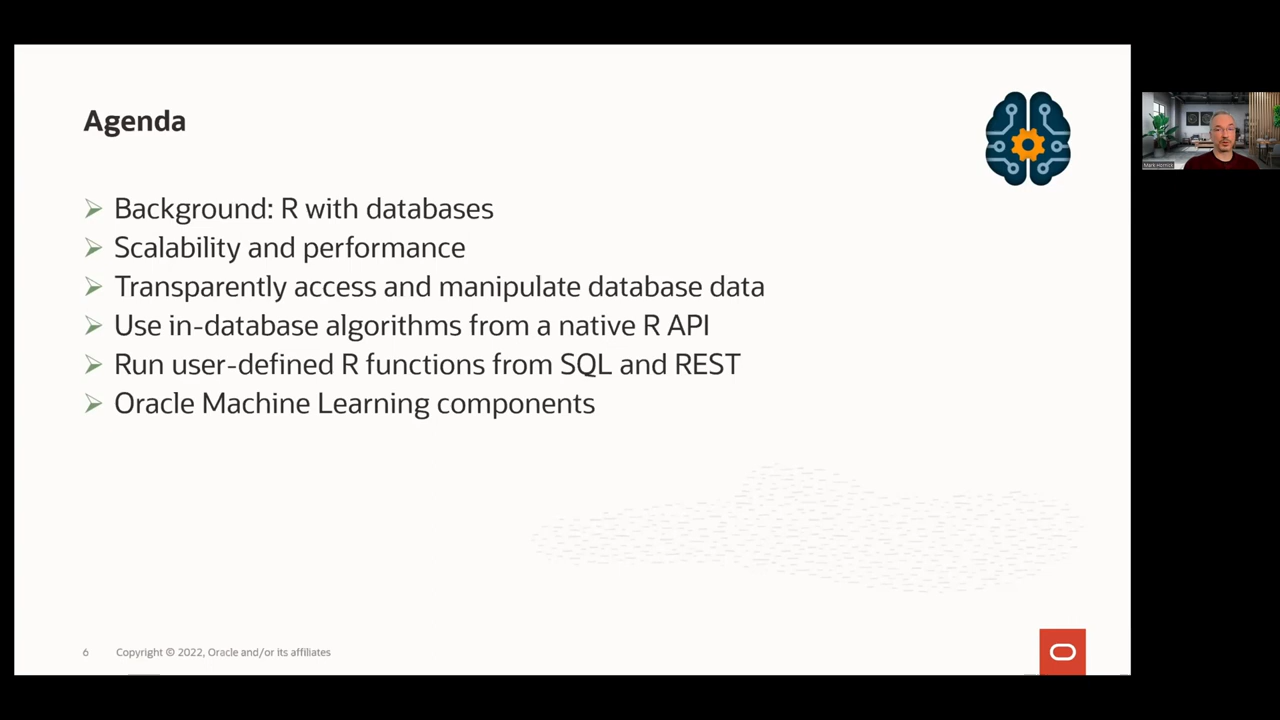 Agenda
Background: R with databases
Scalability and performance
Transparently access and manipulate database data
Use in-database algorithms from a native R API
Run user-defined R functions from SQL and REST
Oracle Machine Learning components
6 Copyright © 2022, Oracle and/or its affiliates
Mark Hornick